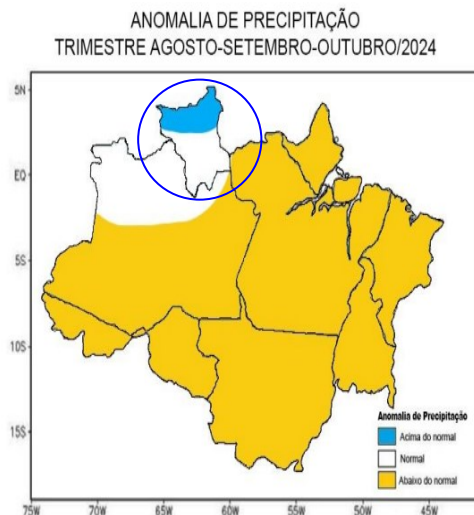 ANOMALIA DE PRECIPITAÇÃO
TRIMESTRE AGOSTO-SETEMBRO-OUTUBRO/2024
5N
EQ
5S
10S
15S
75W 70W 65W 60W 55W 50W 45W
Anomalia de Precipitação
Acima do normal
Normal
Abaixo do normal